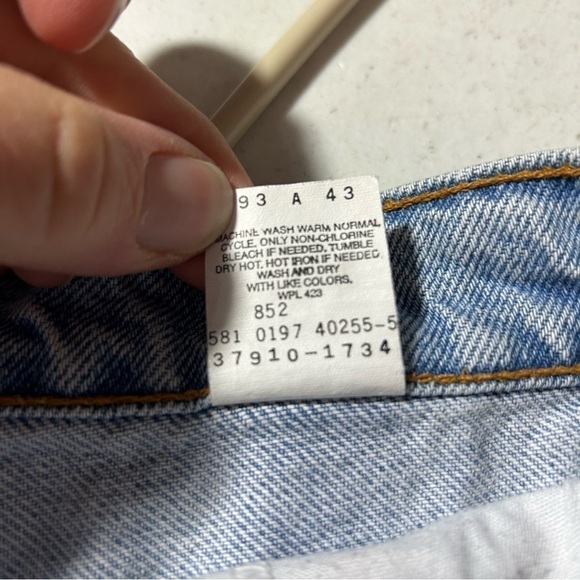 93 A 43
MACHINE WASH WARM NORMAL
CYCLE, ONLY NON-CHLORINE
BLEACH IF NEEDED. TUMBLE
DRY HOT. HOT IRON IF NEEDED.
WASH AND DRY
WITH LIKE COLORS.
WPL 423
852
581 0197 40255-5
37910-1734